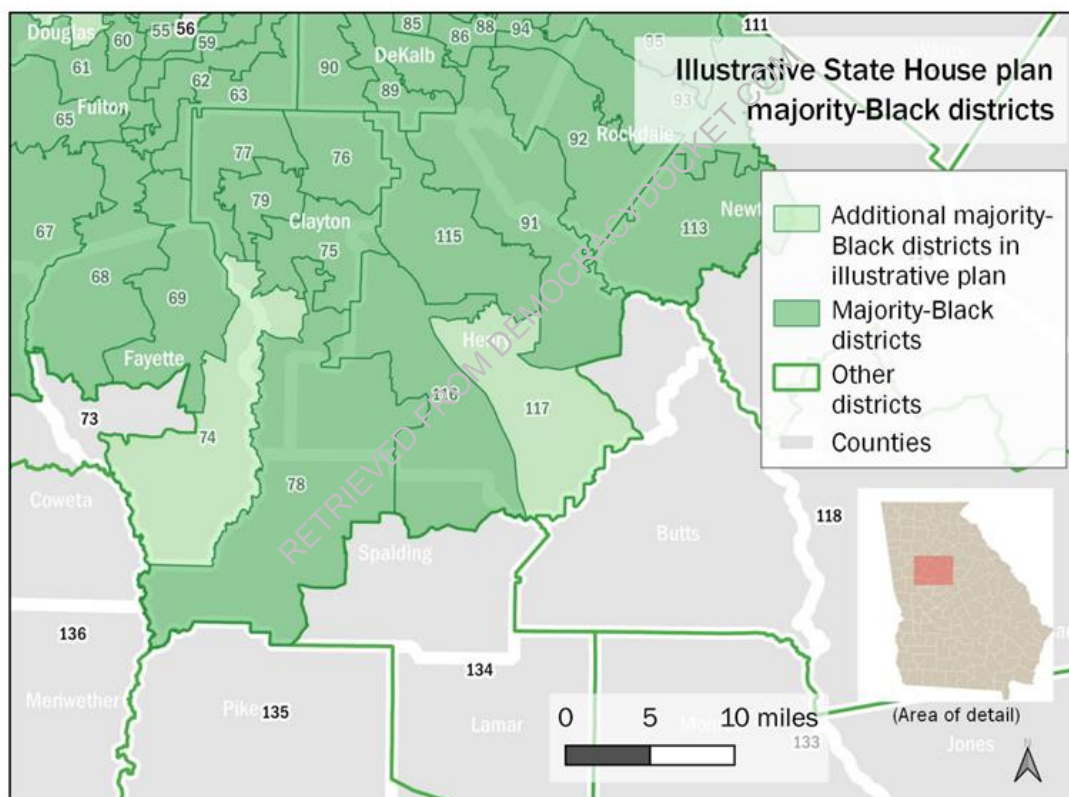 Illustrative State House plan
majority-Black districts
Additional majority-
Black districts in
illustrative plan
Majority-Black
districts
Other
districts
Counties
85 88 94 111
Douglas 60 55 56 59 86 95
DeKalb
61 62 90
89 93
65 Fulton 63
92 Rockdale
77 76
79
67 Clayton 91 113
75 115
68
69
Henry
Fayette
116 117
73
74
78
Coweta
118
Spalding Butts
136
134
Meriwether
Pike 135
Lamar
133
Jones
0 5 10 miles
(Area of detail)
N
RETRIEVED FROM DEMOCRACYDOCKET.COM